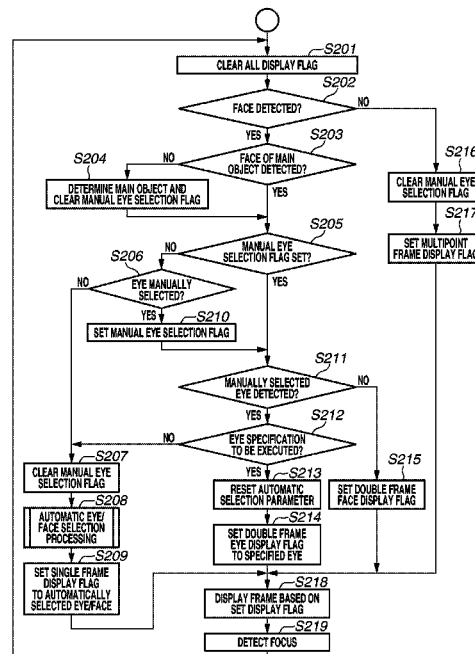 S201
CLEAR ALL DISPLAY FLAG
S202
FACE DETECTED?
NO
YES
S203
FACE OF MAIN
OBJECT DETECTED?
NO
YES
S204
DETERMINE MAIN OBJECT AND
CLEAR MANUAL EYE SELECTION FLAG
S216
CLEAR MANUAL EYE
SELECTION FLAG
S217
SET MULTIPOINT
FRAME DISPLAY FLAG
S205
MANUAL EYE
SELECTION FLAG SET?
NO
YES
S206
EYE MANUALLY
SELECTED?
NO
YES
S210
SET MANUAL EYE SELECTION FLAG
S211
MANUALLY SELECTED
EYE DETECTED?
NO
YES
S212
EYE SPECIFICATION
TO BE EXECUTED?
NO
YES
S207
CLEAR MANUAL EYE
SELECTION FLAG
S208
AUTOMATIC EYE/
FACE SELECTION
PROCESSING
S209
SET SINGLE FRAME
DISPLAY FLAG
TO AUTOMATICALLY
SELECTED EYE/FACE
S213
RESET AUTOMATIC
SELECTION PARAMETER
S214
SET DOUBLE FRAME
EYE DISPLAY FLAG
TO SPECIFIED EYE
S215
SET DOUBLE FRAME
FACE DISPLAY FLAG
S218
DISPLAY FRAME BASED ON
SET DISPLAY FLAG
S219
DETECT FOCUS